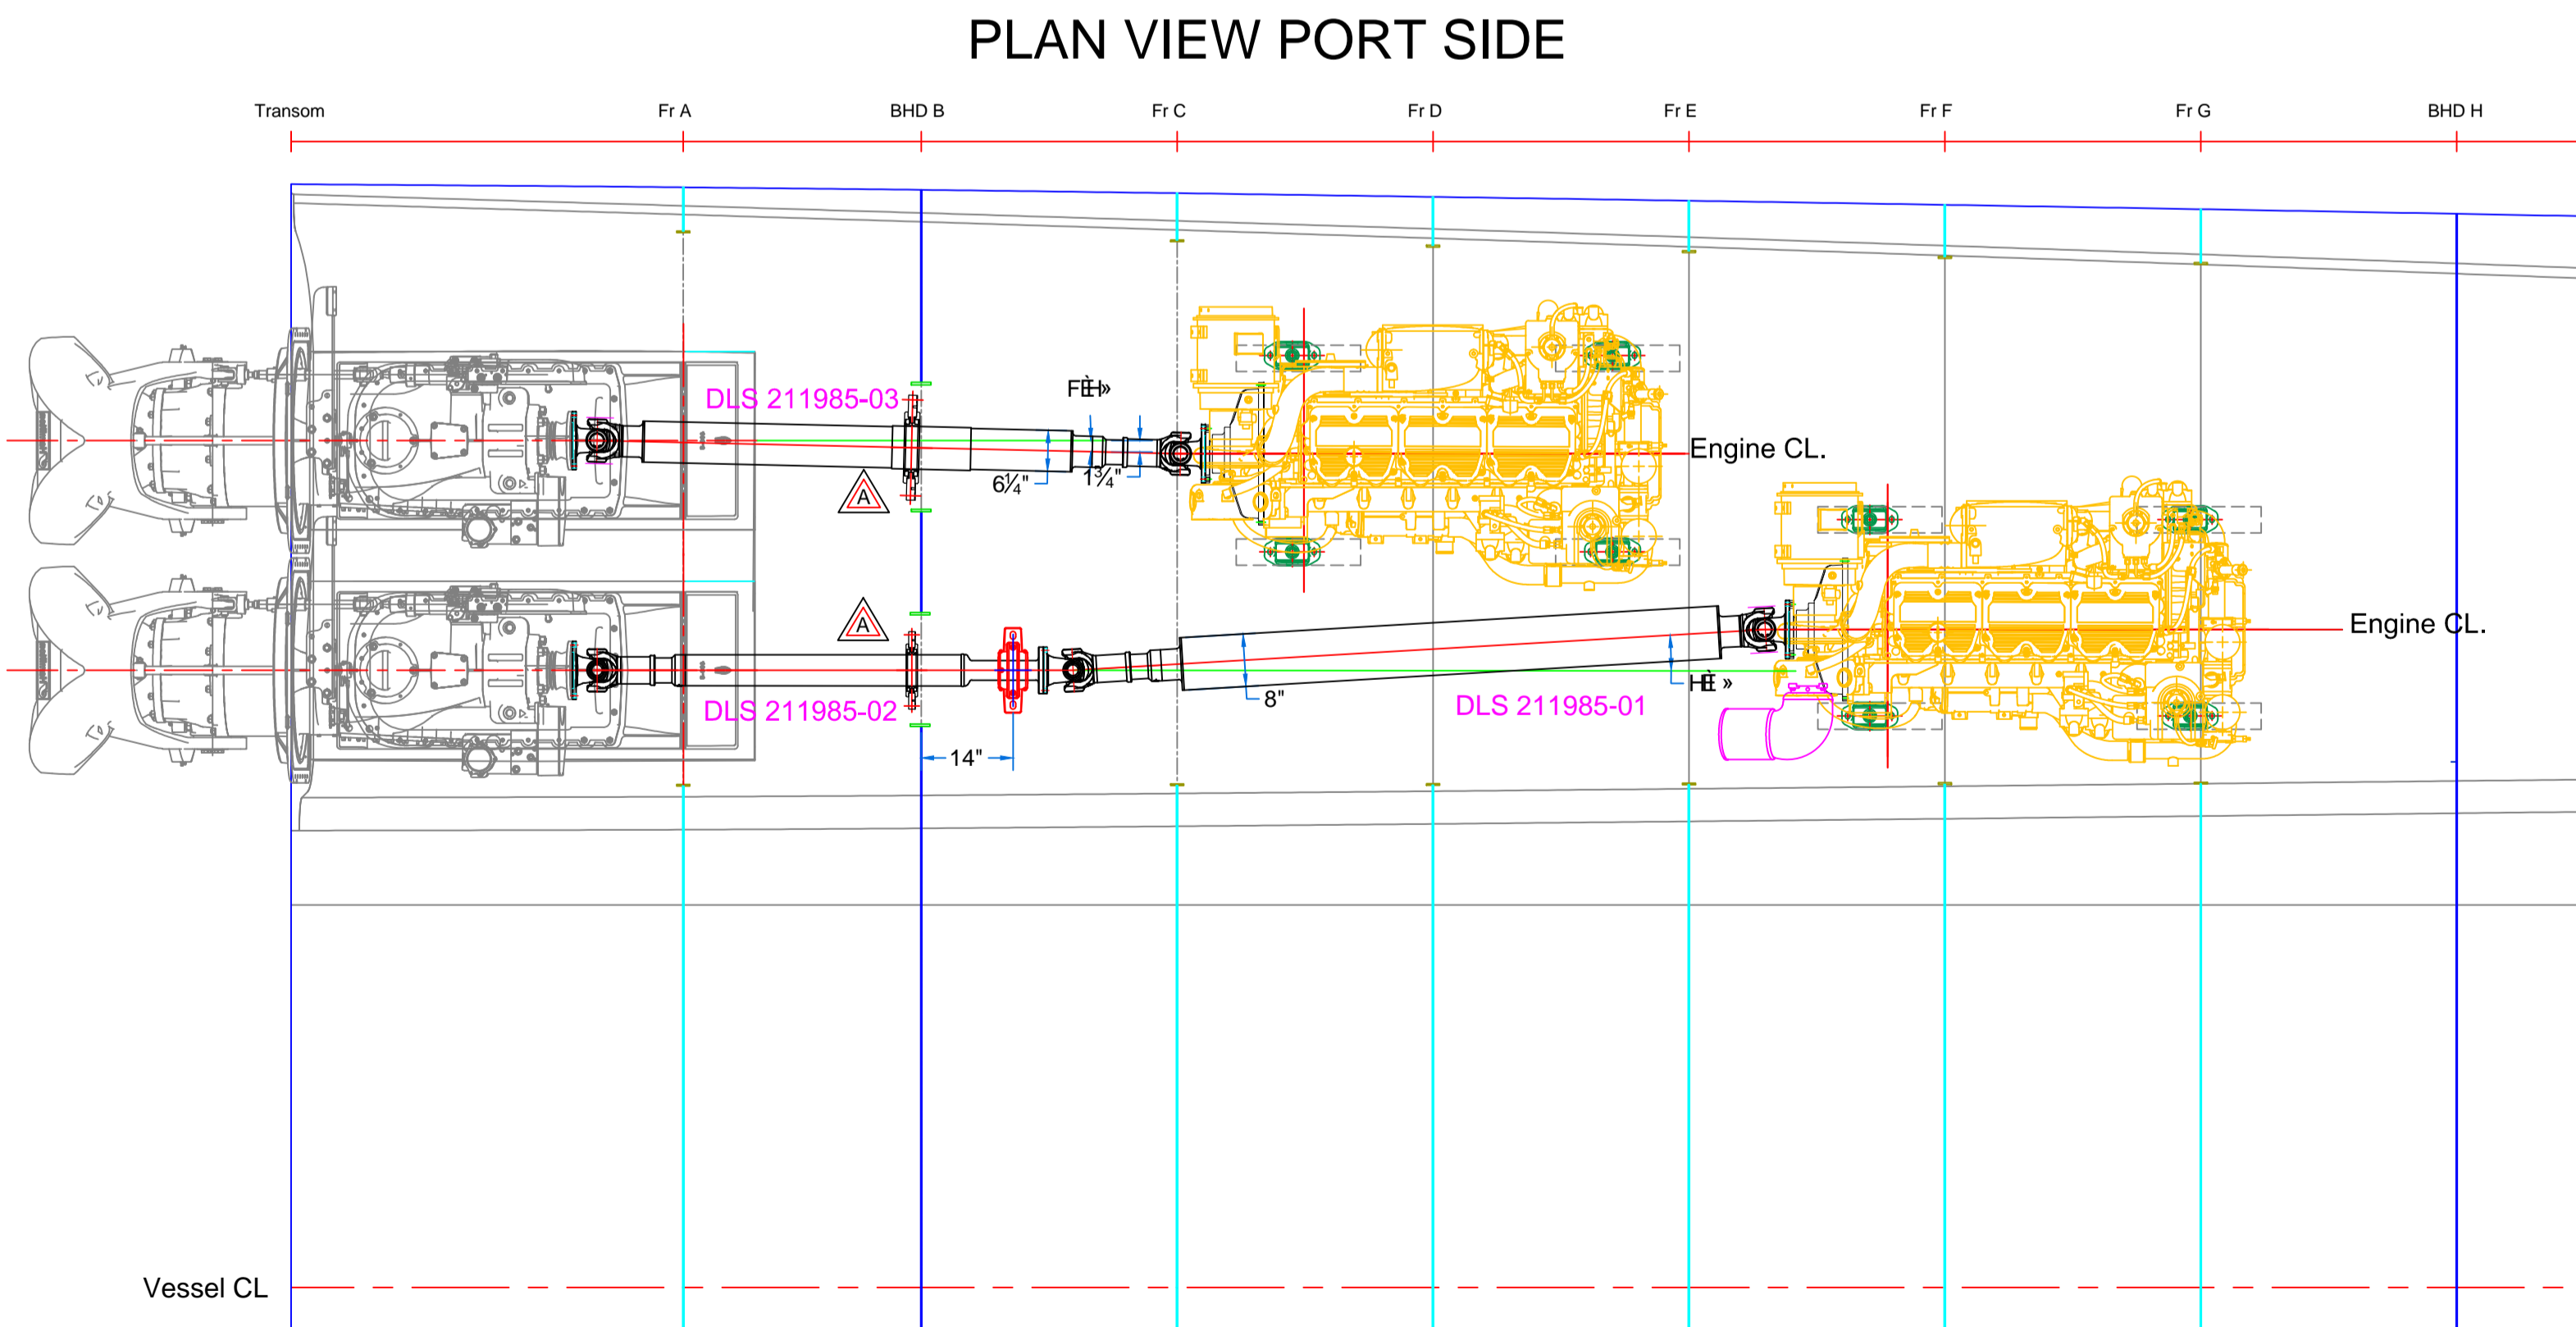 PLAN VIEW PORT SIDE
Transom
Fr A
BHD B
Fr C
Fr D
Fr E
Fr F
Fr G
BHD H
DLS 211985-03
A
6¼"
1¾"
Engine CL.
A
DLS 211985-02
14"
8"
DLS 211985-01
Engine CL.
Vessel CL